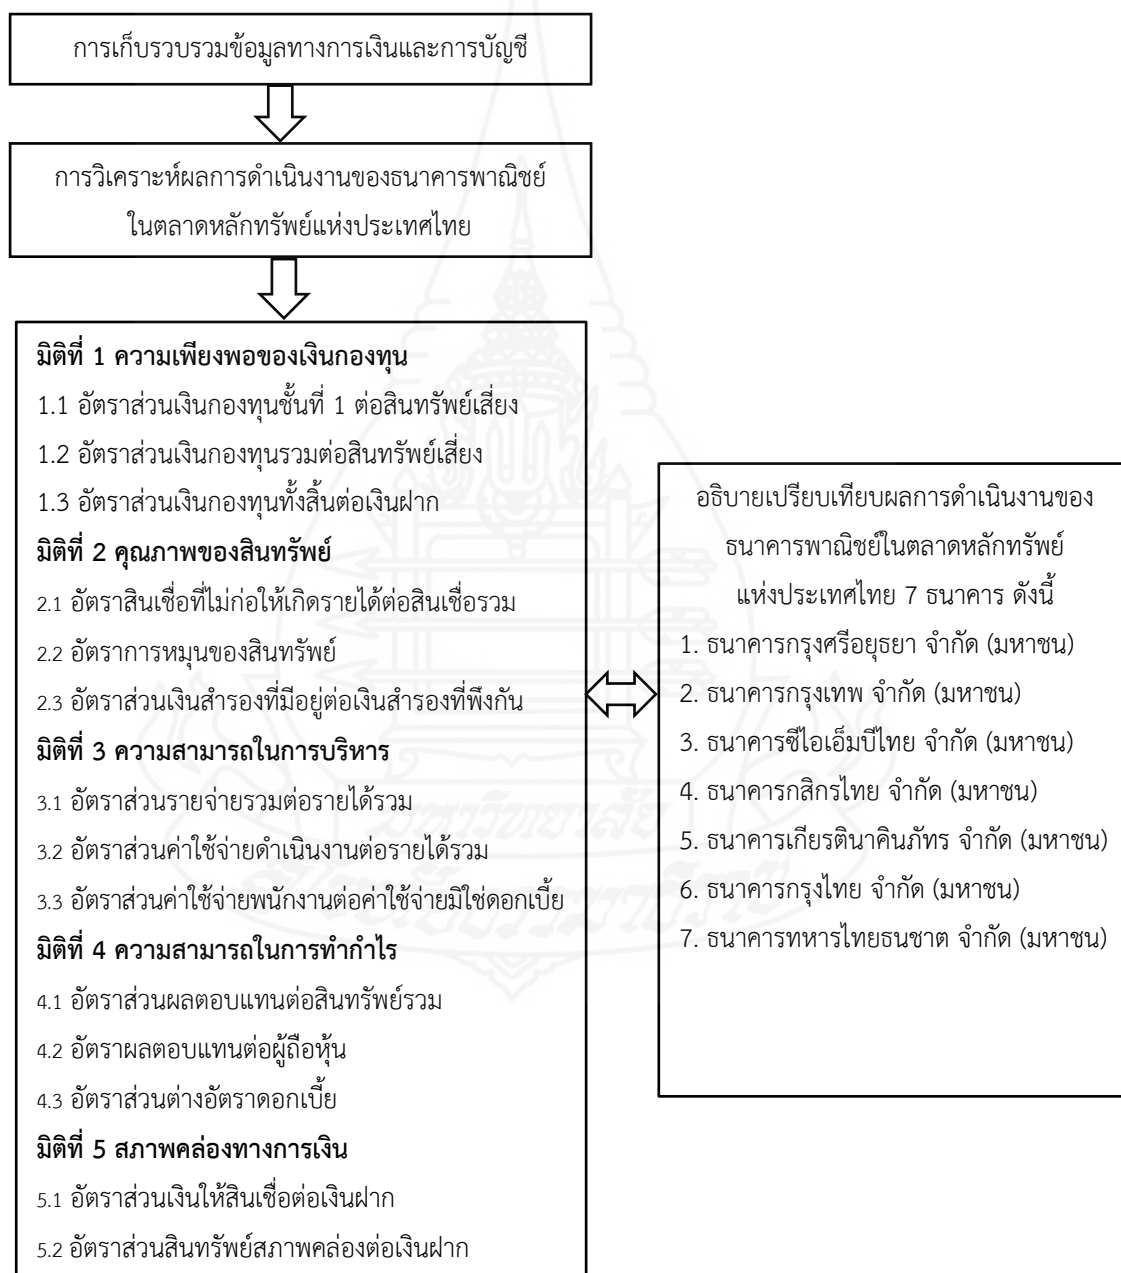 การเก็บรวบรวมข้อมูลทางการเงินและการบัญชี
การวิเคราะห์ผลการดำเนินงานของธนาคารพาณิชย์
ในตลาดหลักทรัพย์แห่งประเทศไทย
มิติที่ 1 ความเพียงพอของเงินกองทุน
1.1 อัตราส่วนเงินกองทุนชั้นที่ 1 ต่อสินทรัพย์เสี่ยง
1.2 อัตราส่วนเงินกองทุนรวมต่อสินทรัพย์เสี่ยง
1.3 อัตราส่วนเงินกองทุนทั้งสิ้นต่อเงินฝาก
มิติที่ 2 คุณภาพของสินทรัพย์
2.1 อัตราสินเชื่อที่ไม่ก่อให้เกิดรายได้ต่อสินเชื่อรวม
2.2 อัตราการหมุนของสินทรัพย์
2.3 อัตราส่วนเงินสำรองที่มีอยู่ต่อเงินสำรองที่พึงกัน
มิติที่ 3 ความสามารถในการบริหาร
3.1 อัตราส่วนรายจ่ายรวมต่อรายได้รวม
3.2 อัตราส่วนค่าใช้จ่ายดำเนินงานต่อรายได้รวม
3.3 อัตราส่วนค่าใช้จ่ายพนักงานต่อค่าใช้จ่ายมิใช่ดอกเบี้ย
มิติที่ 4 ความสามารถในการทำกำไร
4.1 อัตราส่วนผลตอบแทนต่อสินทรัพย์รวม
4.2 อัตราผลตอบแทนต่อผู้ถือหุ้น
4.3 อัตราส่วนต่างอัตราดอกเบี้ย
มิติที่ 5 สภาพคล่องทางการเงิน
5.1 อัตราส่วนเงินให้สินเชื่อต่อเงินฝาก
5.2 อัตราส่วนสินทรัพย์สภาพคล่องต่อเงินฝาก
อธิบายเปรียบเทียบผลการดำเนินงานของ
ธนาคารพาณิชย์ในตลาดหลักทรัพย์
แห่งประเทศไทย 7 ธนาคาร ดังนี้
1. ธนาคารกรุงศรีอยุธยา จำกัด (มหาชน)
2. ธนาคารกรุงเทพ จำกัด (มหาชน)
3. ธนาคารซีไอเอ็มบีไทย จำกัด (มหาชน)
4. ธนาคารกสิกรไทย จำกัด (มหาชน)
5. ธนาคารเกียรตินาคินภัทร จำกัด (มหาชน)
6. ธนาคารกรุงไทย จำกัด (มหาชน)
7. ธนาคารทหารไทยธนชาต จำกัด (มหาชน)